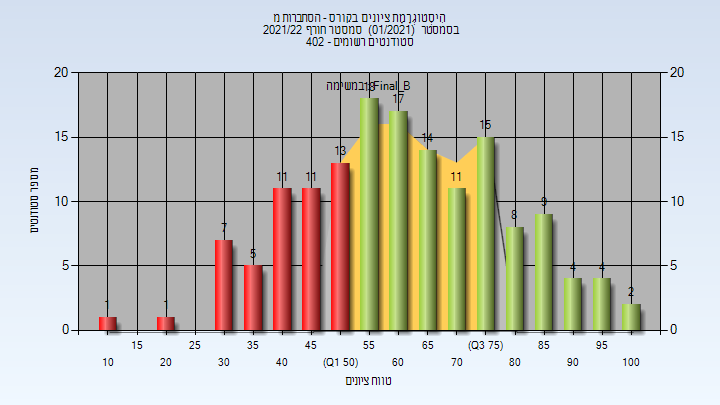 הִיסְטוֹגְרַמַת ציונים בקורס - הסתברות מ
בסמסטר (01/2021) סמסטר חורף 2021/22
402 - סטודנטים רשומים
במשימה: Final_B
20 20
15 15
10 10
5 5
0 0
מספר סטודנטים
1 1 7 5 11 11 13 18 17 14 11 15 8 9 4 4 2
15 25 35 45 55 65 (Q3 75) 85 95
10 20 30 40 (Q1 50) 60 70 80 90 100
טווח ציונים